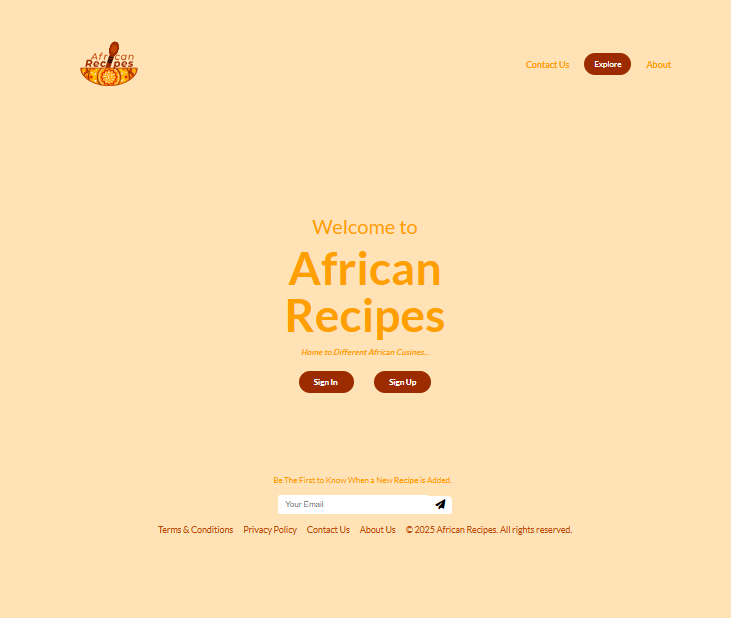 African
Recipes
Contact Us
Explore
About
Welcome to
African
Recipes
Home to Different African Cusines...
Sign In
Sign Up
Be The First to Know When a New Recipe is Added.
Your Email
Terms & Conditions Privacy Policy Contact Us About Us © 2025 African Recipes. All rights reserved.